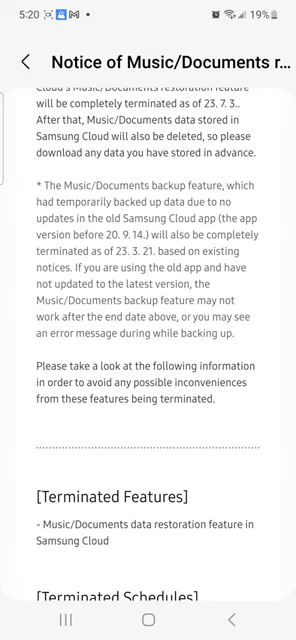 5:20
19%
Notice of Music/Documents r...
Cloud's Music/Documents restoration feature
will be completely terminated as of 23. 7. 3..
After that, Music/Documents data stored in
Samsung Cloud will also be deleted, so please
download any data you have stored in advance.
* The Music/Documents backup feature, which
had temporarily backed up data due to no
updates in the old Samsung Cloud app (the app
version before 20. 9. 14.) will also be completely
terminated as of 23. 3. 21. based on existing
notices. If you are using the old app and have
not updated to the latest version, the
Music/Documents backup feature may not
work after the end date above, or you may see
an error message during while backing up.
Please take a look at the following information
in order to avoid any possible inconveniences
from these features being terminated.
[Terminated Features]
- Music/Documents data restoration feature in
Samsung Cloud
[Terminated Schedules]